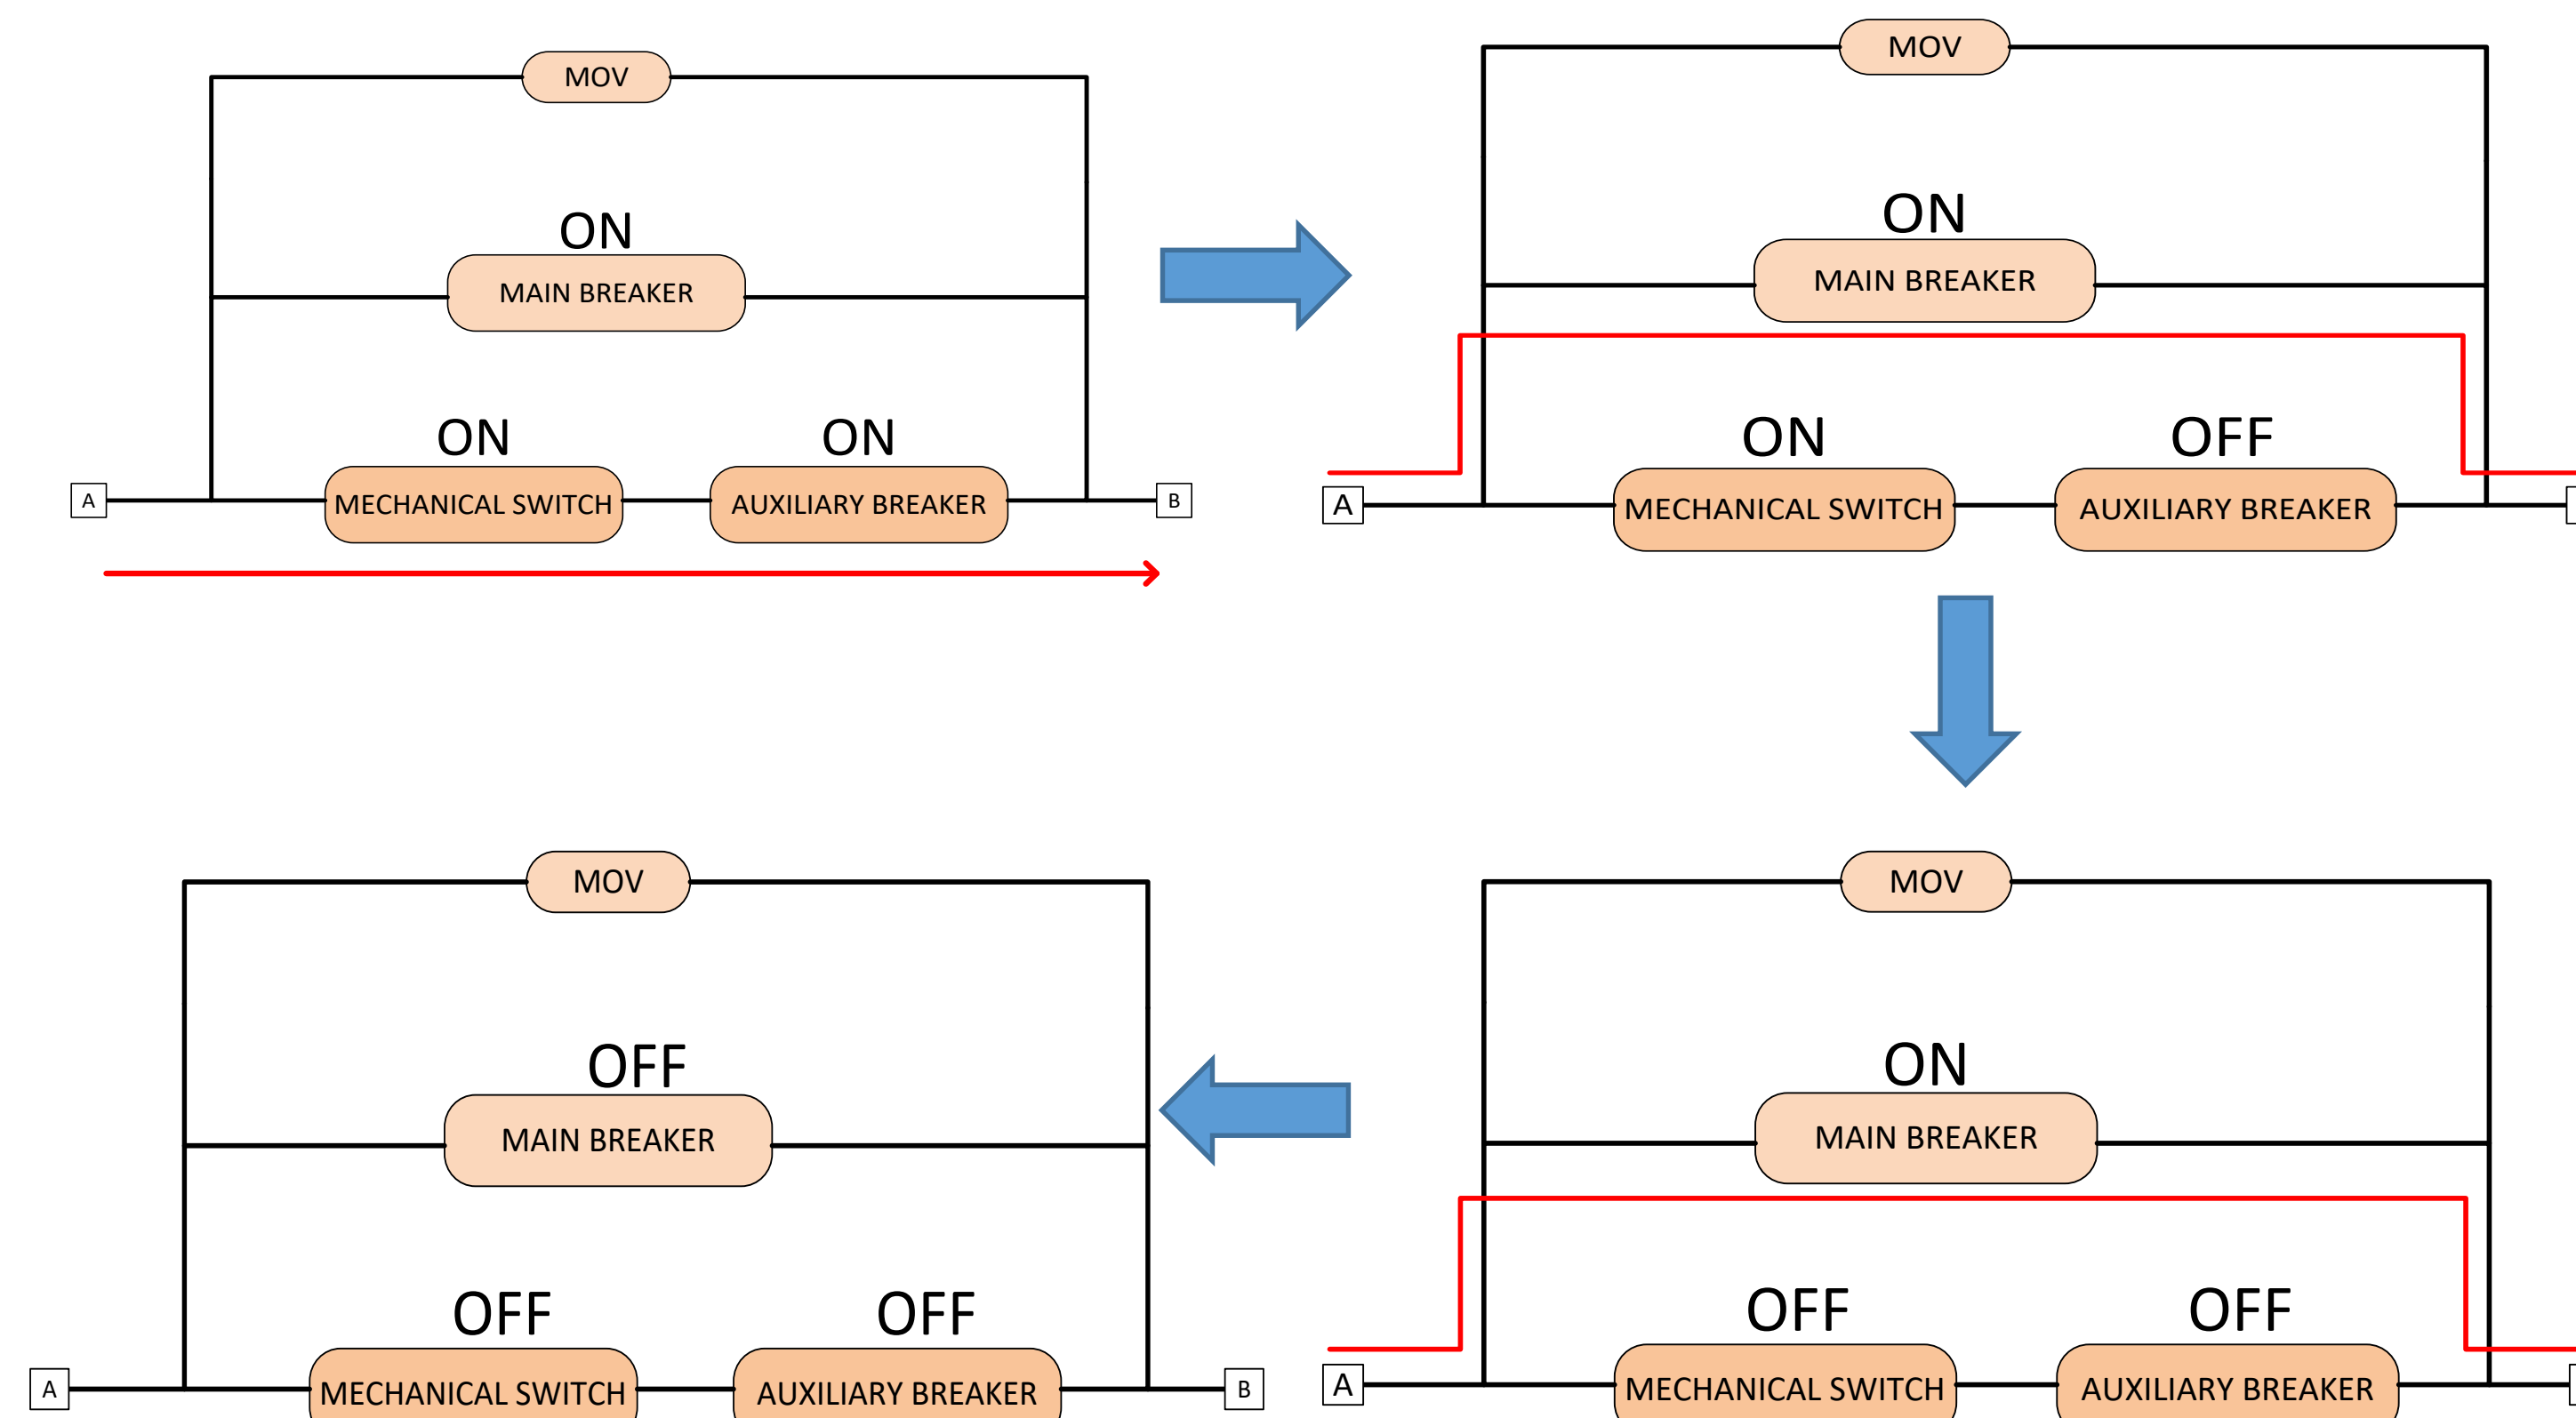 MOV
ON
MAIN BREAKER
ON ON
A MECHANICAL SWITCH AUXILIARY BREAKER B
MOV
ON
MAIN BREAKER
ON OFF
A MECHANICAL SWITCH AUXILIARY BREAKER
MOV
ON
MAIN BREAKER
OFF OFF
A MECHANICAL SWITCH AUXILIARY BREAKER
MOV
OFF
MAIN BREAKER
OFF OFF
A MECHANICAL SWITCH AUXILIARY BREAKER B